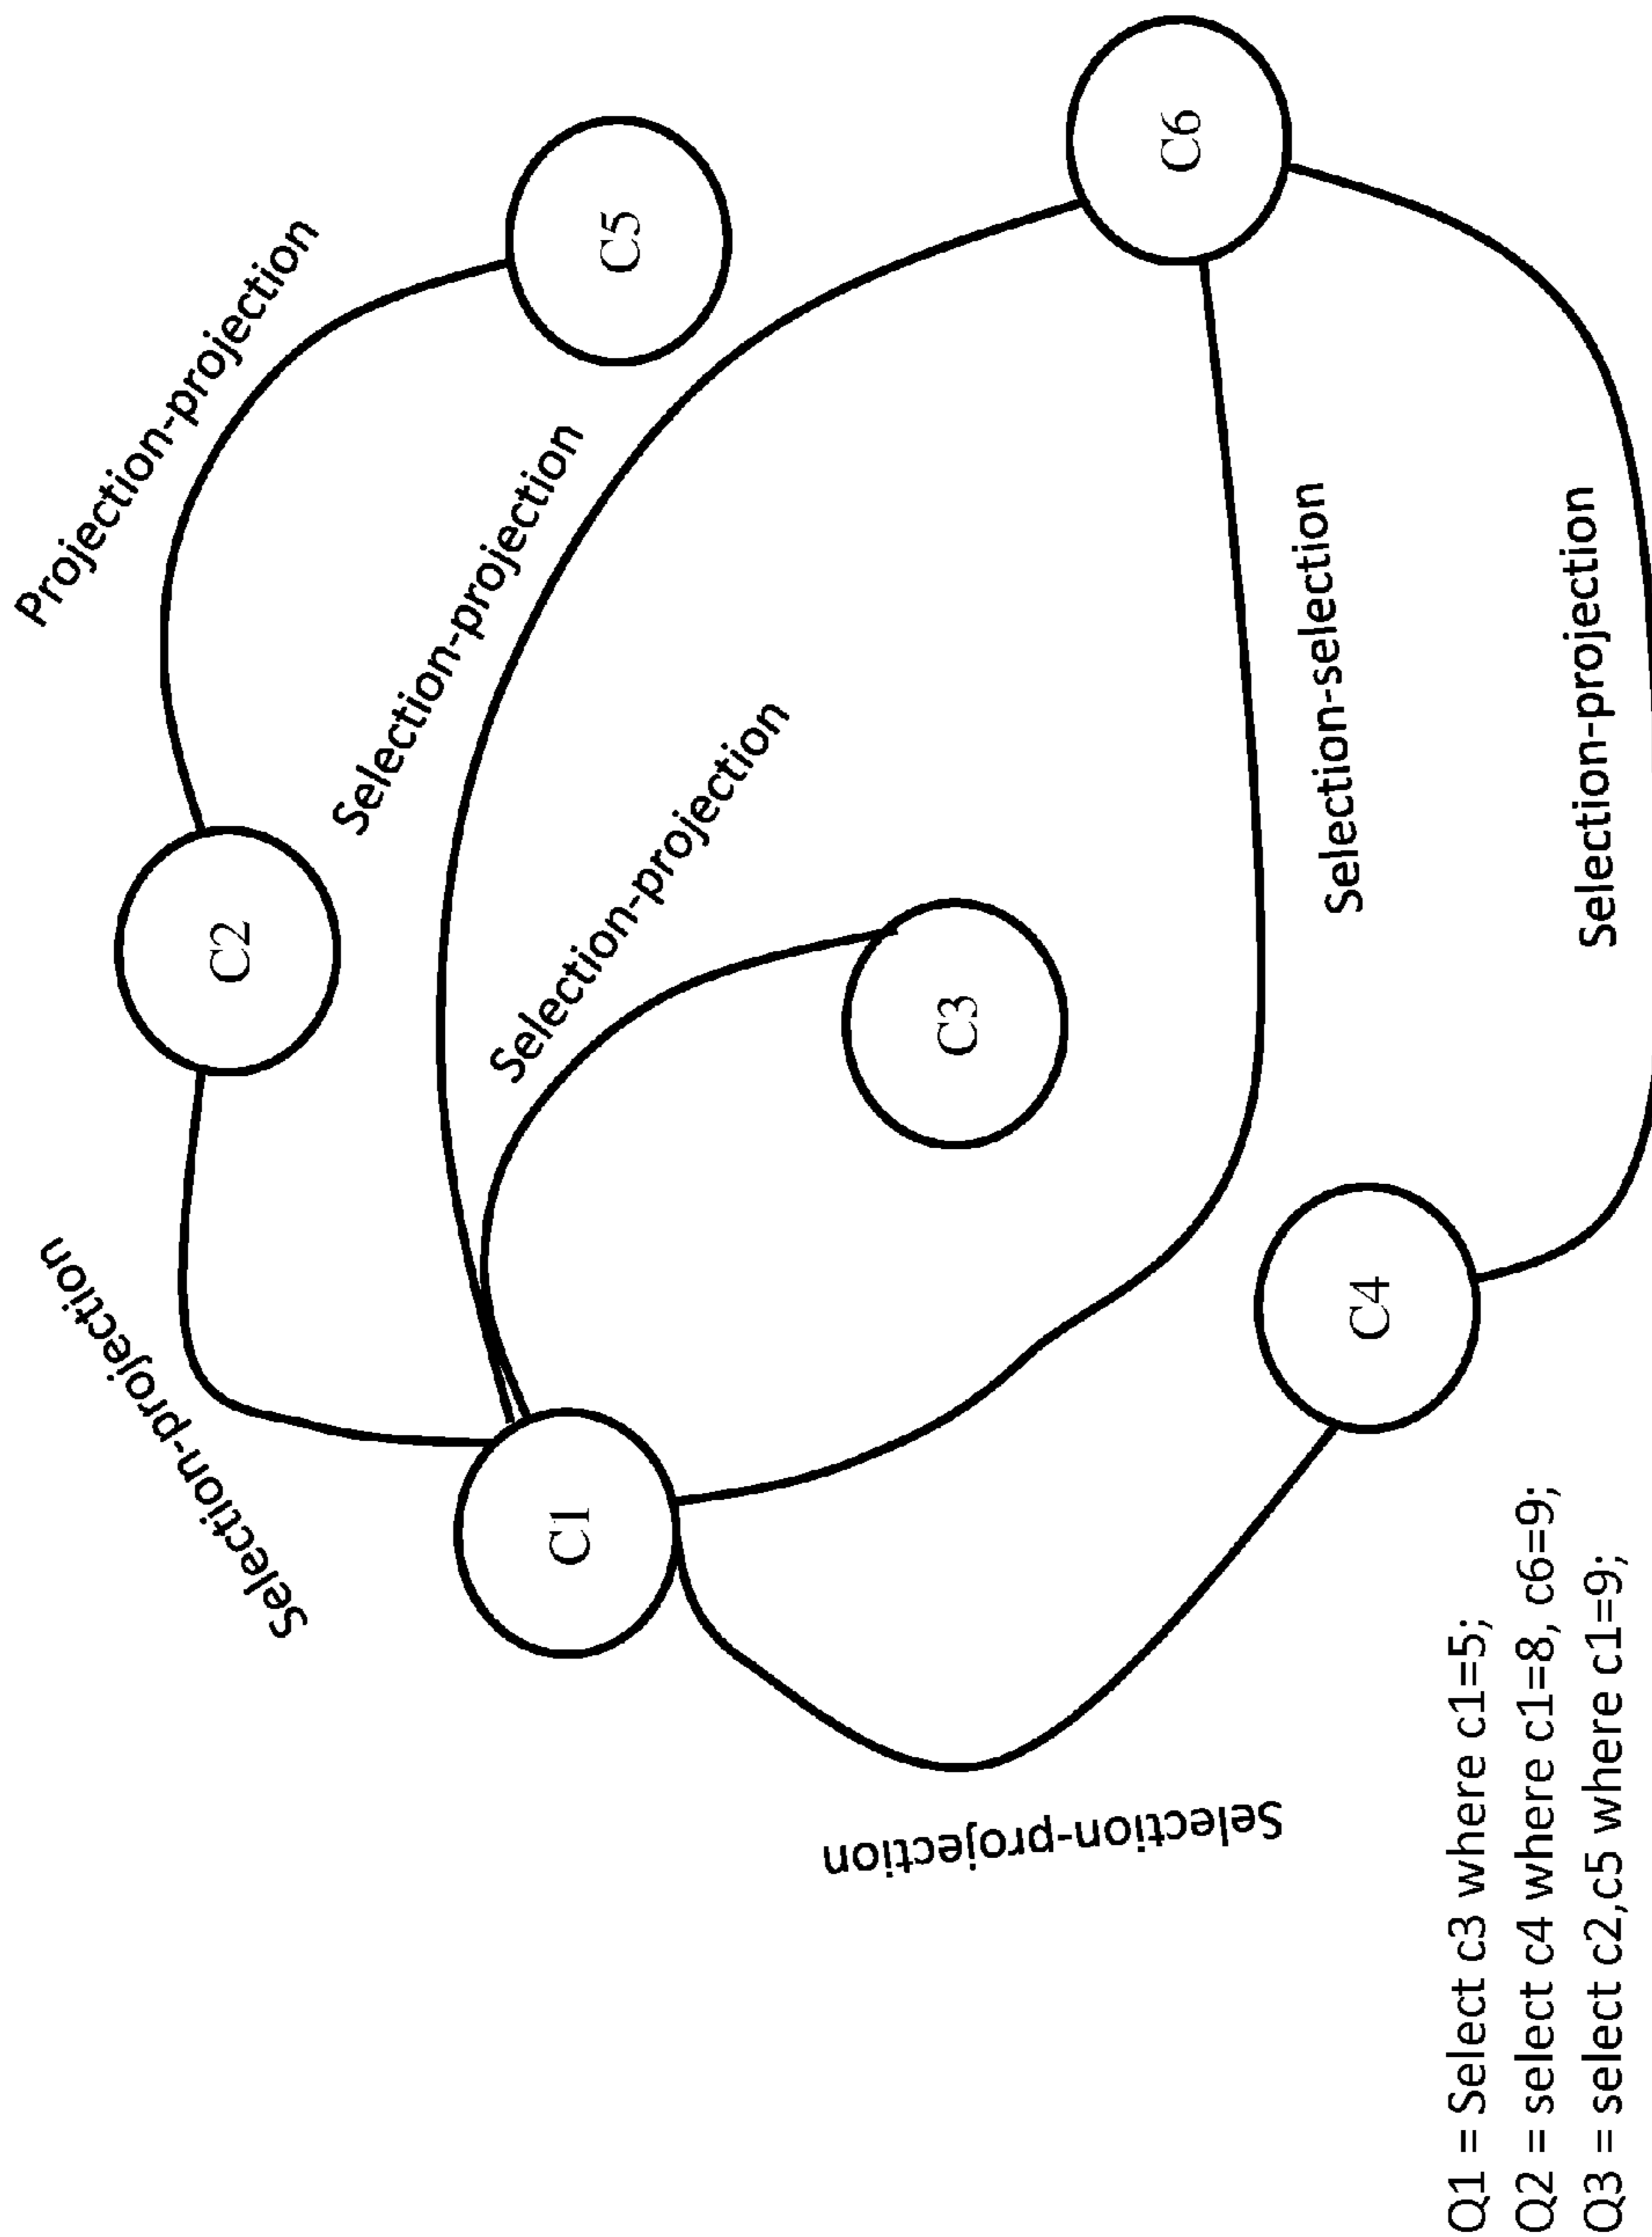 Projection-projection
C5
C2
Selection-projection
Selection-projection
Selection-projection
C6
C3
C1
Selection-selection
C4
Selection-projection
Selection-projection
Q1 = Select c3 where c1=5;
Q2 = select c4 where c1=8, c6=9;
Q3 = select c2,c5 where c1=9;